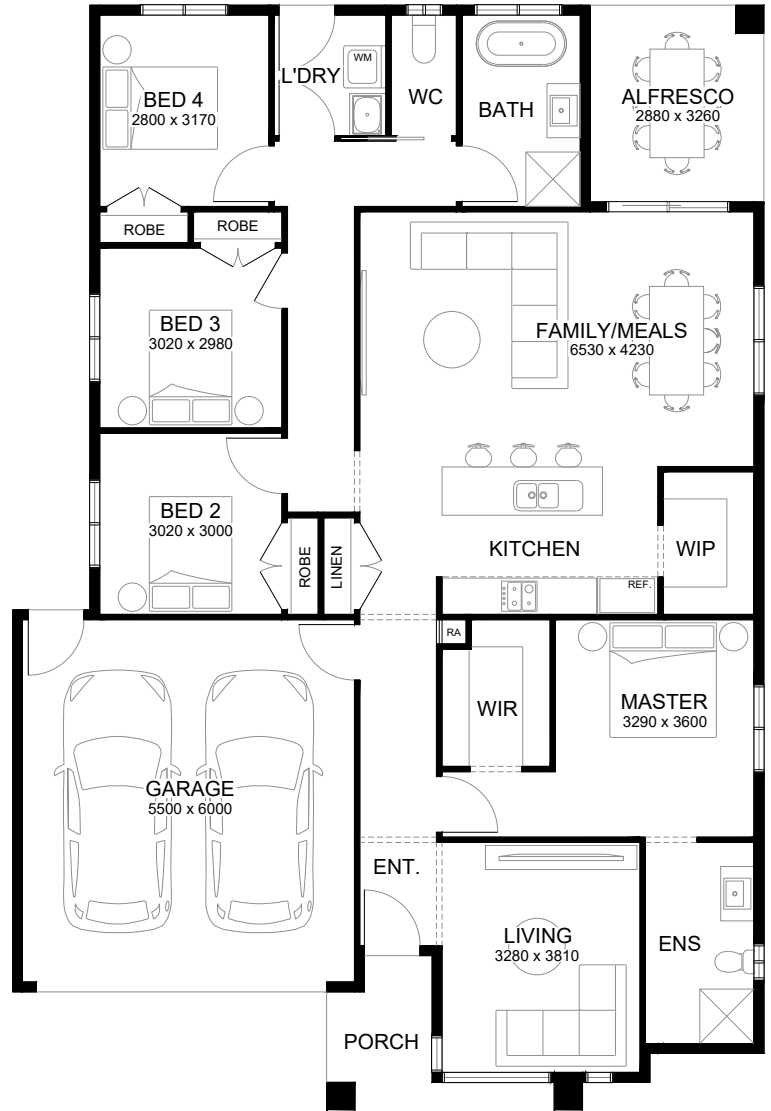 L'DRY
WM
WC
BATH
BED 4
2800 x 3170
ALFRESCO
2880 x 3260
ROBE
ROBE
BED 3
3020 x 2980
FAMILY/MEALS
6530 x 4230
BED 2
3020 x 3000
ROBE
LINEN
KITCHEN
WIP
REF.
RA
WIR
MASTER
3290 x 3600
GARAGE
5500 x 6000
ENT.
LIVING
3280 x 3810
ENS
PORCH